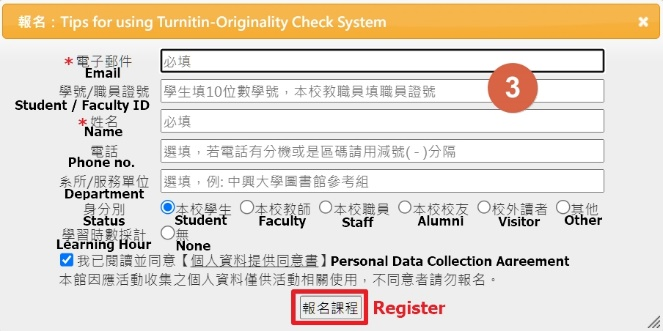 報名：Tips for using Turnitin-Originality Check System
*電子郵件 必填
Email
學號/職員證號 學生填10位數學號，本校教職員填職員證號
Student / Faculty ID
3
*姓名 必填
Name
電話 選填，若電話有分機或是區碼請用減號(-)分隔
Phone no.
系所/服務單位 選填，例: 中興大學圖書館參考組
Department
身分別 本校學生 本校教師 本校職員 本校校友 校外讀者 其他
Status Student Faculty Staff Alumni Visitor Other
學習時數採計 無
Learning Hour None
我已閱讀並同意【個人資料提供同意書】Personal Data Collection Agreement
本館因應活動收集之個人資料僅供活動相關使用，不同意者請勿報名。
報名課程 Register